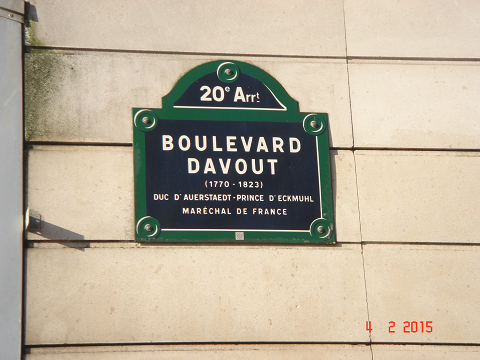 20e Arrt
BOULEVARD
DAVOUT
(1770 - 1823)
DUC D'AUERSTAEDT - PRINCE D'ECKMUHL
MARÉCHAL DE FRANCE
4 2 2015